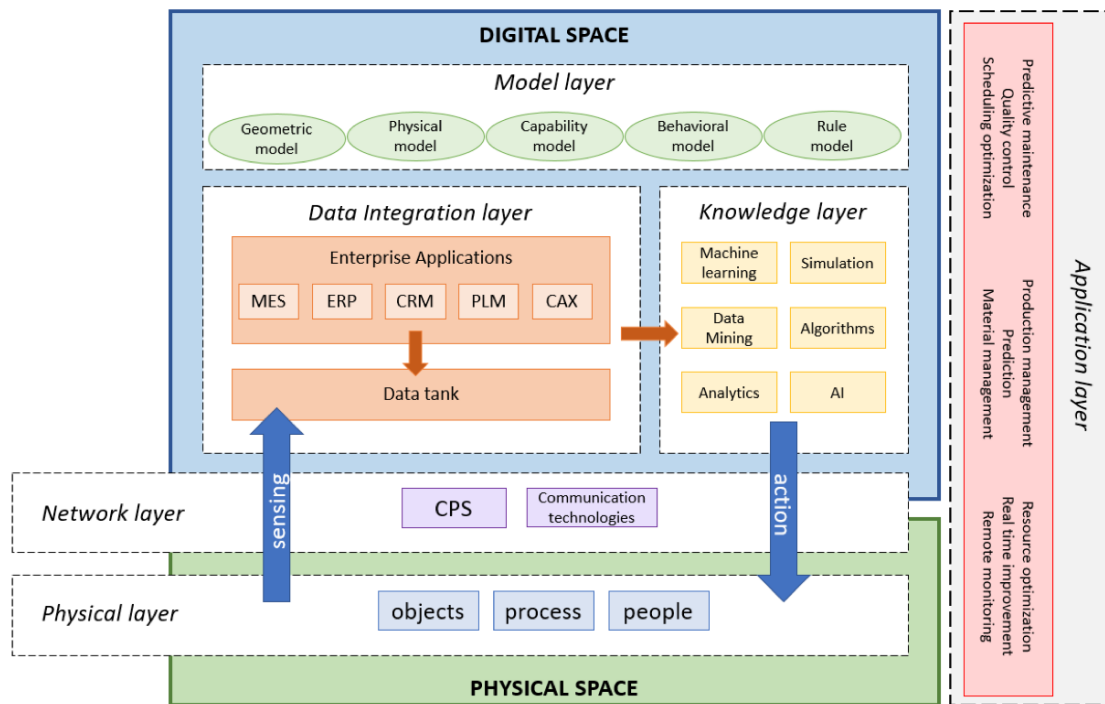 DIGITAL SPACE
Model layer
Geometric
model
Physical
model
Capability
model
Behavioral
model
Rule
model
Data Integration layer
Enterprise Applications
MES
ERP
CRM
PLM
CAX
Data tank
Knowledge layer
Machine
learning
Simulation
Data
Mining
Algorithms
Analytics
AI
sensing
action
Network layer
CPS
Communication
technologies
Physical layer
objects
process
people
PHYSICAL SPACE
Predictive maintenance
Quality control
Scheduling optimization
Production management
Prediction
Material management
Resource optimization
Real time improvement
Remote monitoring
Application layer